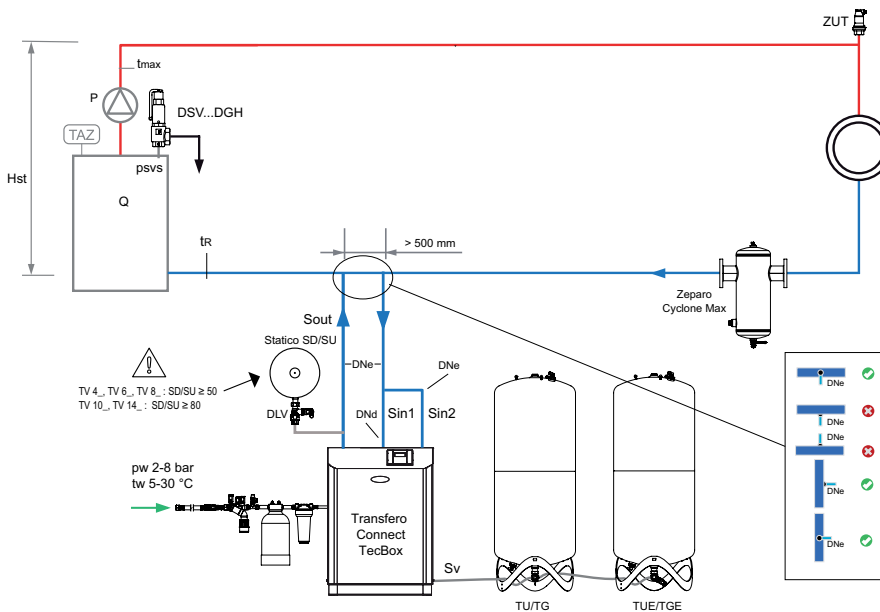 ZUT
tmax
P
DSV...DGH
TAZ
psvs
Hst
Q
tR
> 500 mm
Zeparo
Cyclone Max
Sout
Statico SD/SU
DNe
DNe
TV 4_, TV 6_, TV 8_ : SD/SU ≥ 50
TV 10_, TV 14_ : SD/SU ≥ 80
DLV
DNd
Sin1
Sin2
DNe
DNe
DNe
DNe
DNe
pw 2-8 bar
tw 5-30 °C
Transfero
Connect
TecBox
Sv
TU/TG
TUE/TGE